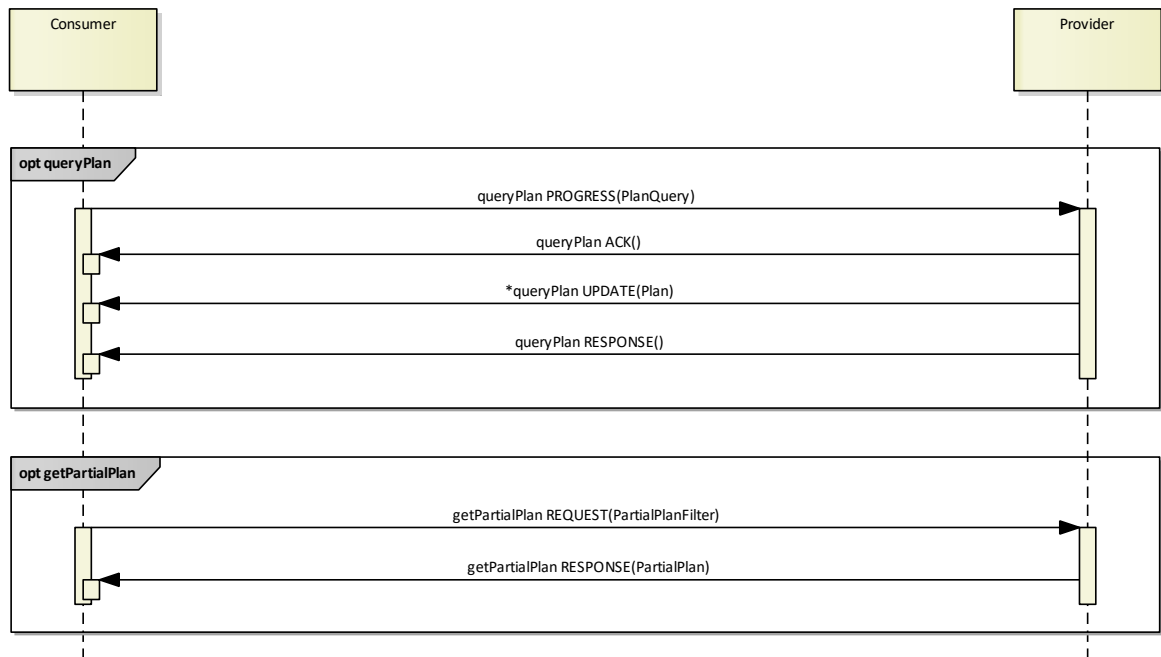 Consumer
Provider
opt queryPlan
queryPlan PROGRESS(PlanQuery)
queryPlan ACK()
*queryPlan UPDATE(Plan)
queryPlan RESPONSE()
opt getPartialPlan
getPartialPlan REQUEST(PartialPlanFilter)
getPartialPlan RESPONSE(PartialPlan)